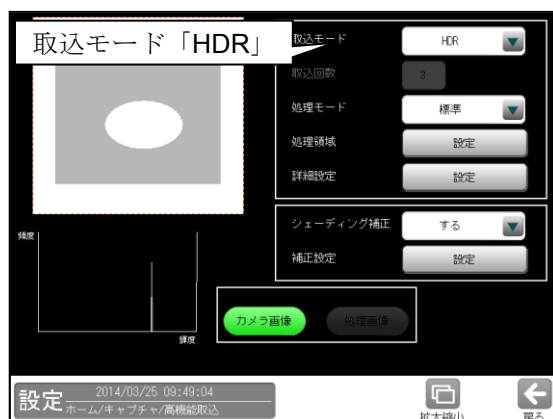 取込モード「HDR」
取込モード HDR
取込回数 3
処理モード 標準
処理領域 設定
詳細設定 設定
シェーディング補正 する
補正設定 設定
頻度
輝度
カメラ画像 処理画像
設定 2014/03/25 09:49:04
ホーム/キャプチャ/高機能取込
拡大縮小 戻る